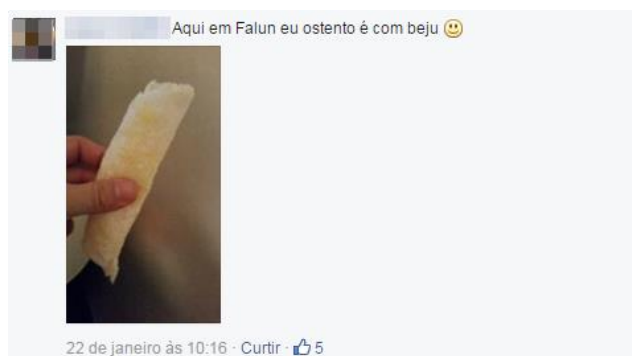 Aqui em Falun eu ostento é com beju
22 de janeiro às 10:16 · Curtir · 5